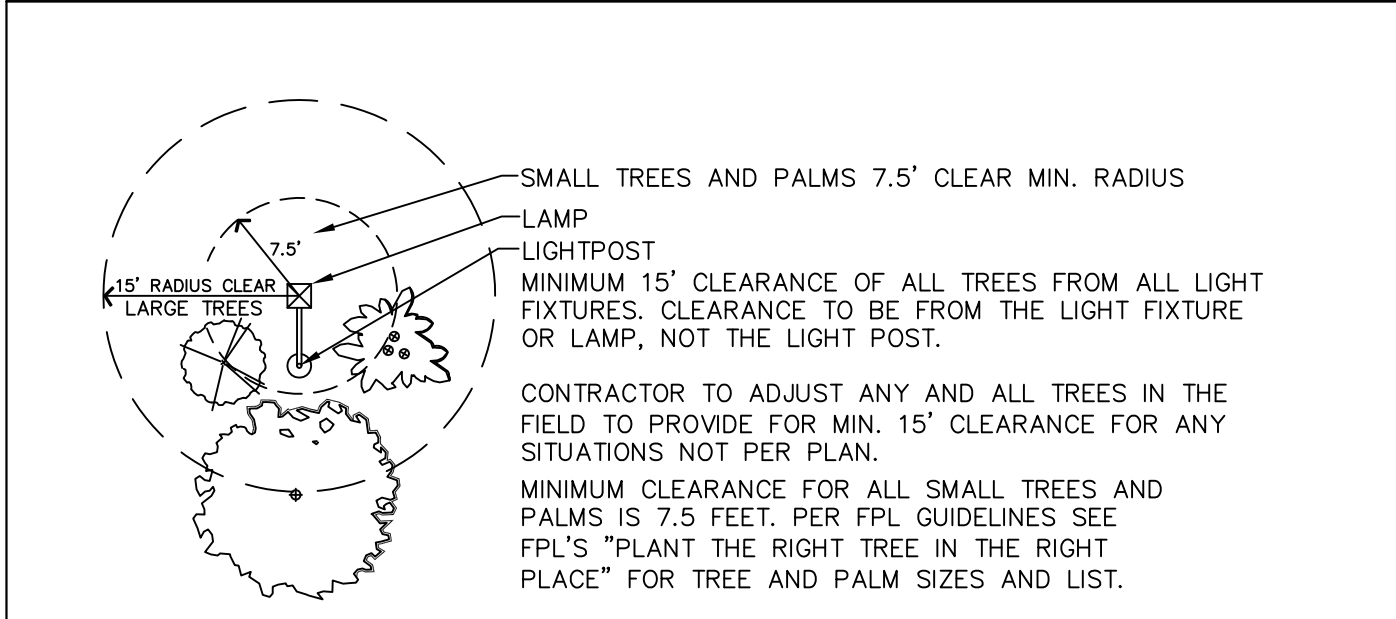 SMALL TREES AND PALMS 7.5' CLEAR MIN. RADIUS
LAMP
LIGHTPOST
7.5'
15' RADIUS CLEAR
LARGE TREES
MINIMUM 15' CLEARANCE OF ALL TREES FROM ALL LIGHT
FIXTURES. CLEARANCE TO BE FROM THE LIGHT FIXTURE
OR LAMP, NOT THE LIGHT POST.
CONTRACTOR TO ADJUST ANY AND ALL TREES IN THE
FIELD TO PROVIDE FOR MIN. 15' CLEARANCE FOR ANY
SITUATIONS NOT PER PLAN.
MINIMUM CLEARANCE FOR ALL SMALL TREES AND
PALMS IS 7.5 FEET. PER FPL GUIDELINES SEE
FPL'S "PLANT THE RIGHT TREE IN THE RIGHT
PLACE" FOR TREE AND PALM SIZES AND LIST.